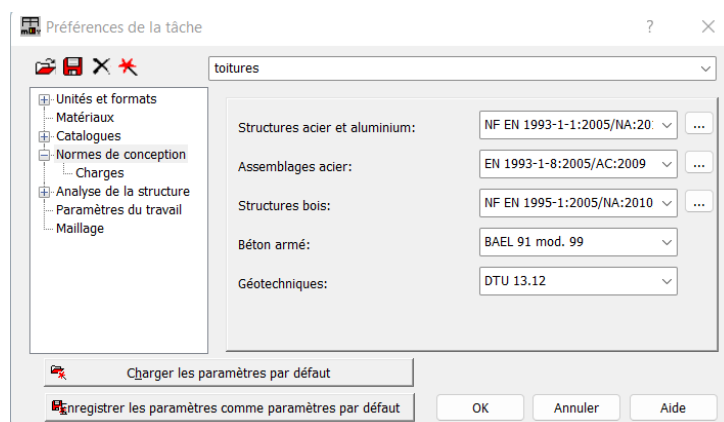 Préférences de la tâche
?
toitures
Unités et formats
Matériaux
Catalogues
Normes de conception
Charges
Analyse de la structure
Paramètres du travail
Maillage
Structures acier et aluminium:
NF EN 1993-1-1:2005/NA:20
...
Assemblages acier:
EN 1993-1-8:2005/AC:2009
...
Structures bois:
NF EN 1995-1:2005/NA:2010
...
Béton armé:
BAEL 91 mod. 99
Géotechniques:
DTU 13.12
Charger les paramètres par défaut
Enregistrer les paramètres comme paramètres par défaut
OK
Annuler
Aide